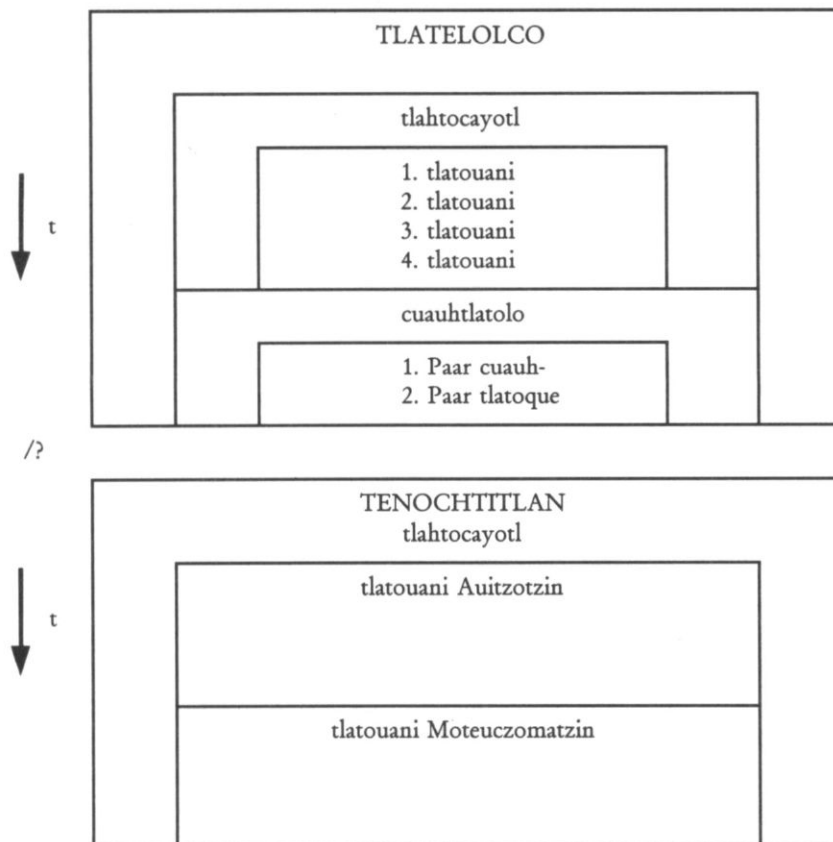 TLATELOLCO
tlahtocayotl
1. tlatouani
2. tlatouani
3. tlatouani
4. tlatouani
t
cuauhtlatolo
1. Paar cuauh-
2. Paar tlatoque
/?
TENOCHTITLAN
tlahtocayotl
tlatouani Auitzotzin
t
tlatouani Moteuczomatzin